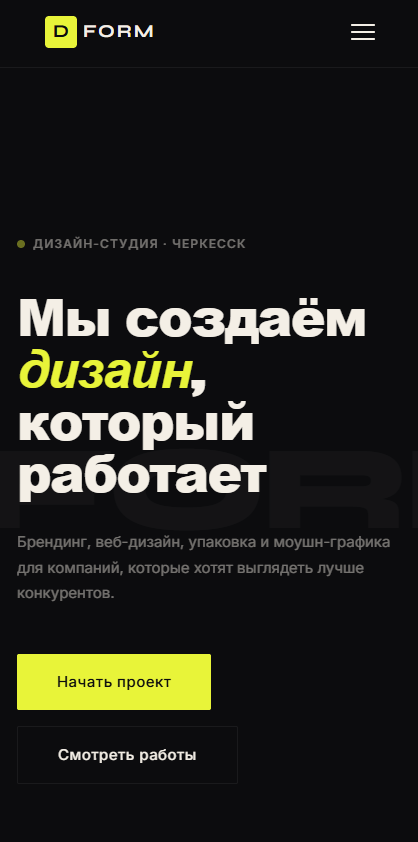 D FORM
ДИЗАЙН-СТУДИЯ · ЧЕРКЕССК
Мы создаём
дизайн,
который
работает
FORM
Брендинг, веб-дизайн, упаковка и моушн-графика
для компаний, которые хотят выглядеть лучше
конкурентов.
Начать проект
Смотреть работы